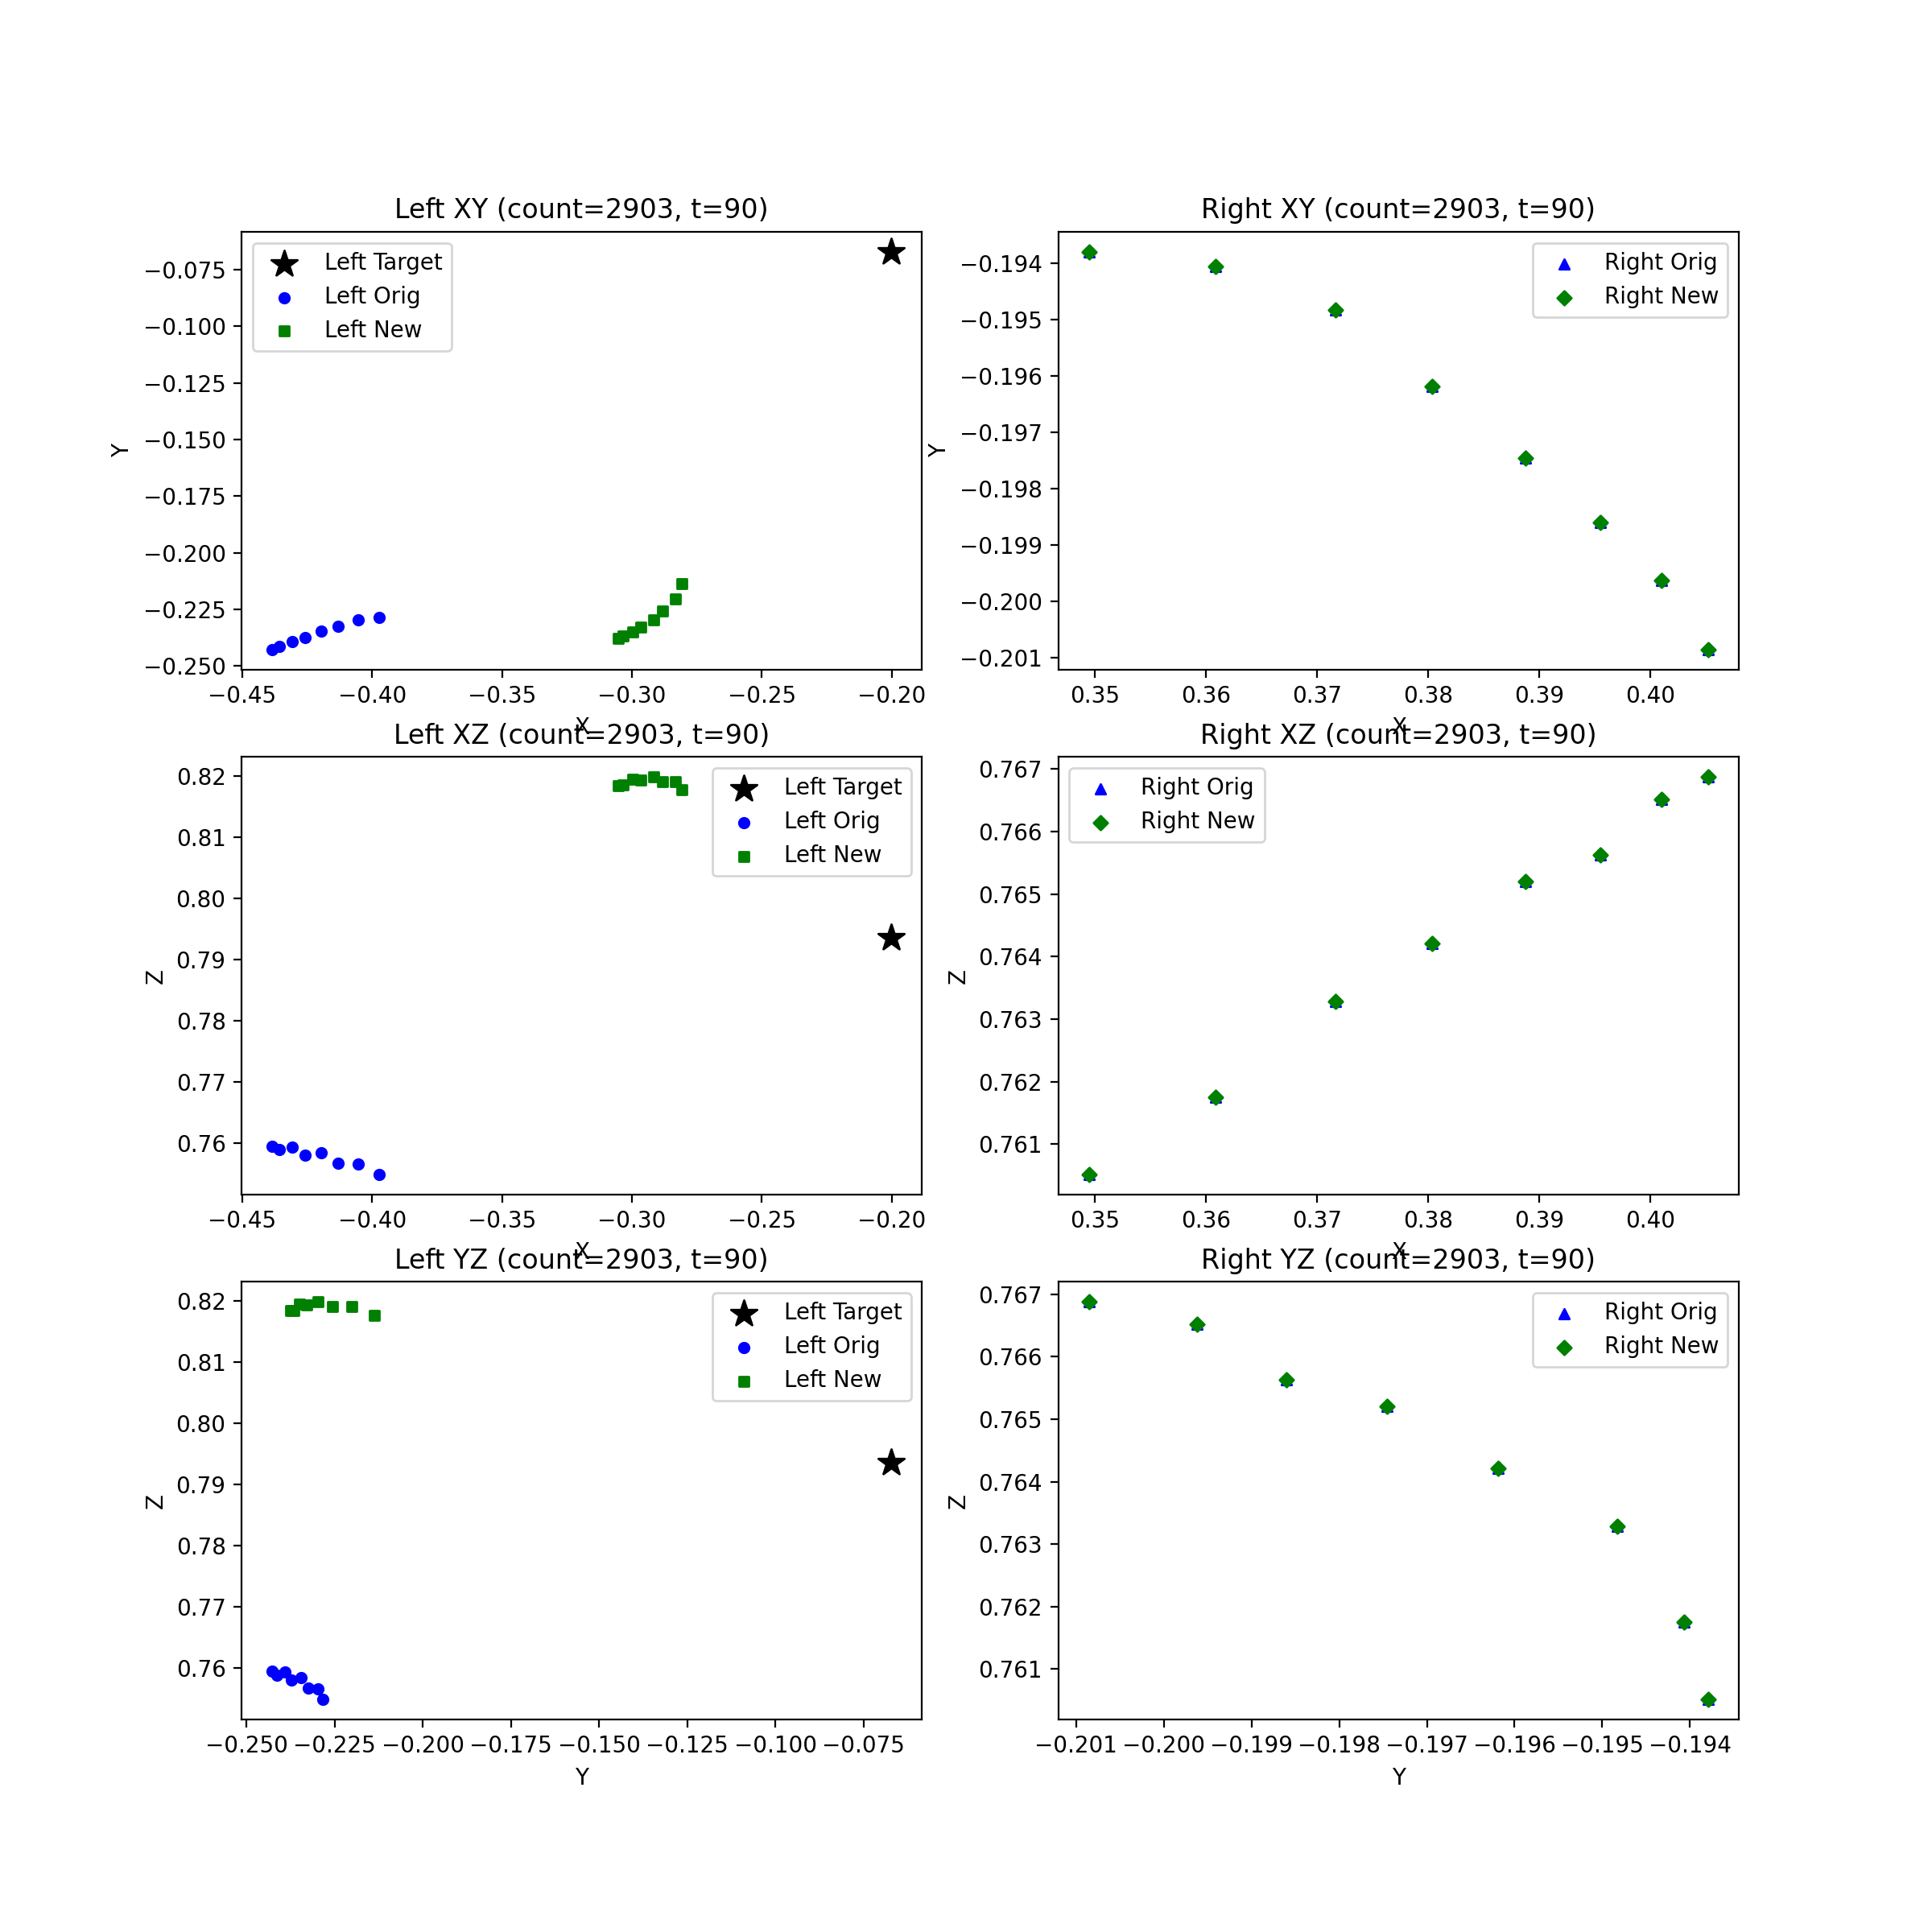 Left XY (count=2903, t=90)
Left Target
Left Orig
Left New
−0.075
−0.100
−0.125
−0.150
−0.175
−0.200
−0.225
−0.250
Y
−0.45
−0.40
−0.35
−0.30
−0.25
−0.20
X
Right XY (count=2903, t=90)
Right Orig
Right New
−0.194
−0.195
−0.196
−0.197
−0.198
−0.199
−0.200
−0.201
Y
0.35
0.36
0.37
0.38
0.39
0.40
X
Left XZ (count=2903, t=90)
Left Target
Left Orig
Left New
0.82
0.81
0.80
0.79
0.78
0.77
0.76
Z
−0.45
−0.40
−0.35
−0.30
−0.25
−0.20
X
Right XZ (count=2903, t=90)
Right Orig
Right New
0.767
0.766
0.765
0.764
0.763
0.762
0.761
Z
0.35
0.36
0.37
0.38
0.39
0.40
X
Left YZ (count=2903, t=90)
Left Target
Left Orig
Left New
0.82
0.81
0.80
0.79
0.78
0.77
0.76
Z
−0.250
−0.225
−0.200
−0.175
−0.150
−0.125
−0.100
−0.075
Y
Right YZ (count=2903, t=90)
Right Orig
Right New
0.767
0.766
0.765
0.764
0.763
0.762
0.761
Z
−0.201
−0.200
−0.199
−0.198
−0.197
−0.196
−0.195
−0.194
Y